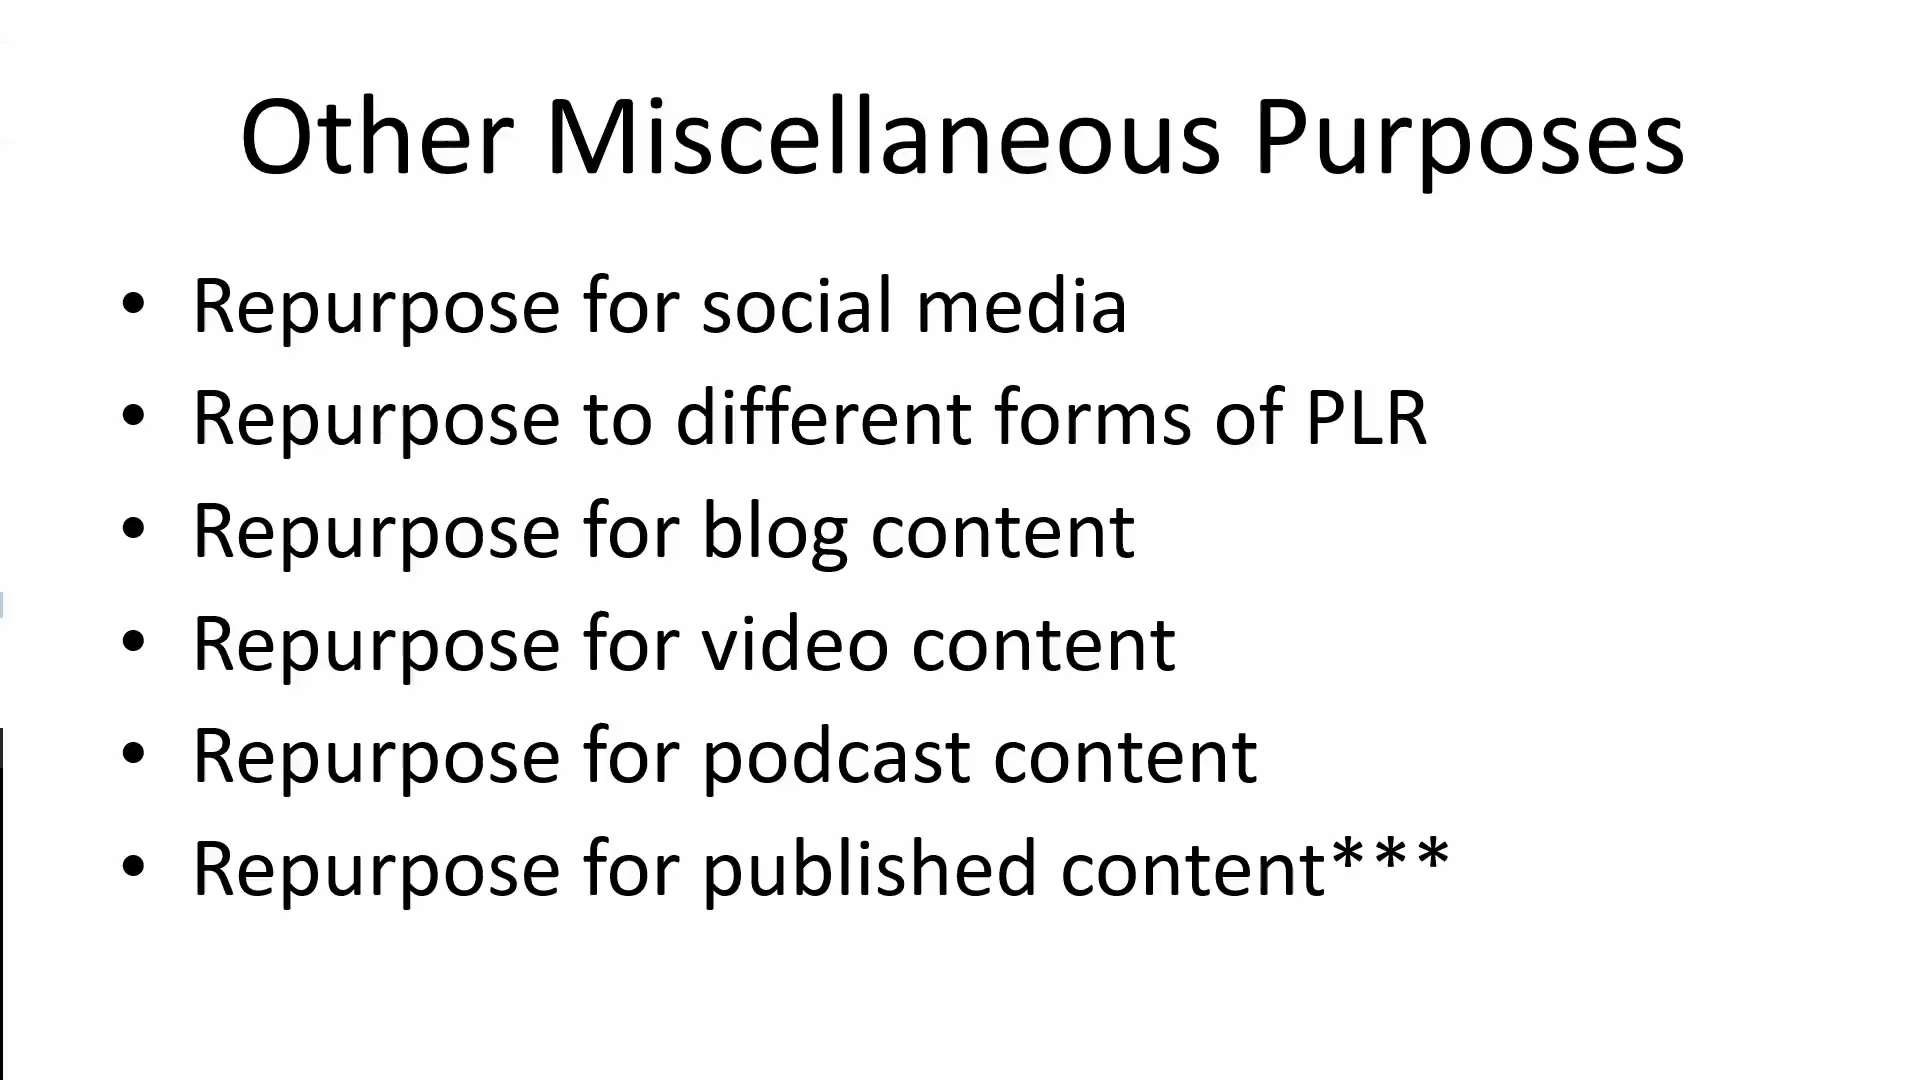 Other Miscellaneous Purposes
• Repurpose for social media
• Repurpose to different forms of PLR
• Repurpose for blog content
• Repurpose for video content
• Repurpose for podcast content
• Repurpose for published content***